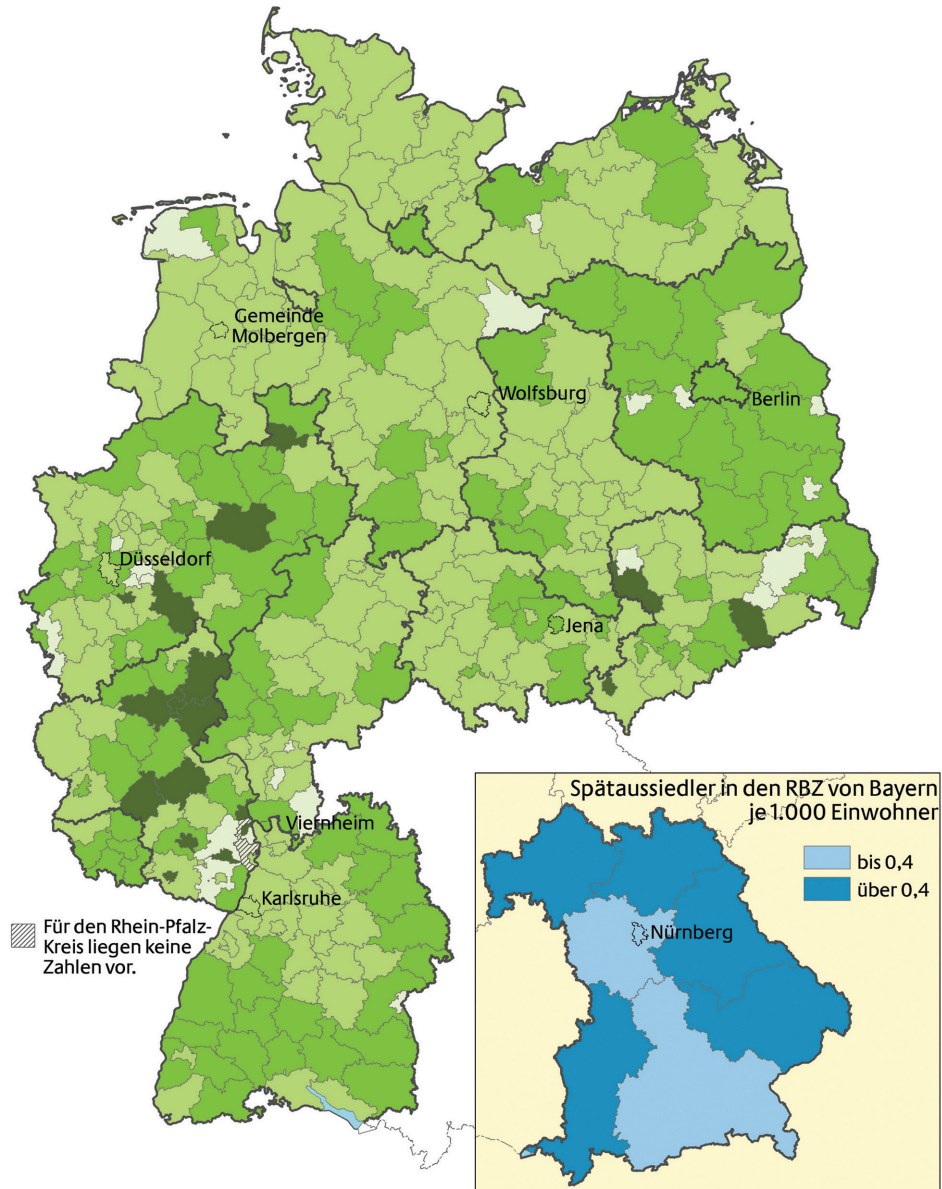 Gemeinde
Molbergen
Wolfsburg
Berlin
Düsseldorf
Jena
Viernheim
Karlsruhe
Für den Rhein-Pfalz-
Kreis liegen keine
Zahlen vor.
Spätaussiedler in den RBZ von Bayern
je 1.000 Einwohner
bis 0,4
über 0,4
Nürnberg